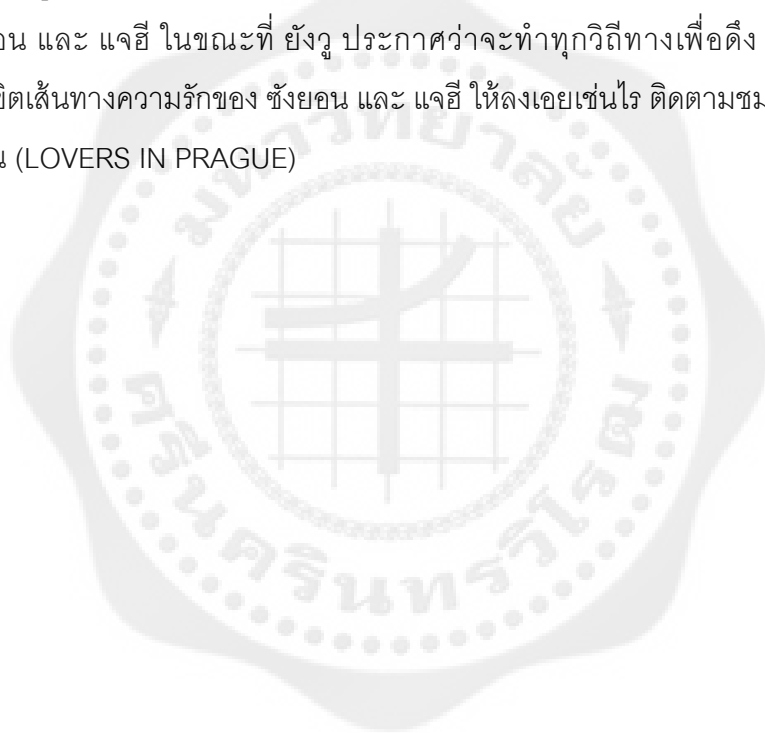 อน และ แจฮี ในขณะที่ ยังวู ประกาศว่าจะทำทุกวิถีทางเพื่อดึง
ขิตเส้นทางความรักของ ซังยอน และ แจฮี ให้ลงเอยเช่นไร ติดตามชม
น (LOVERS IN PRAGUE)
มหาวิทยาลัย
ศรีนครินทรวิโรฒ